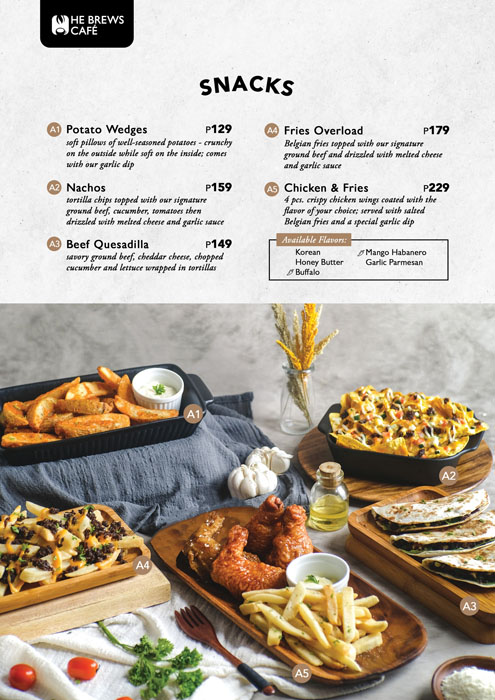 HE BREWS
CAFÉ
SNACKS
A1 Potato Wedges ₱129
soft pillows of well-seasoned potatoes - crunchy
on the outside while soft on the inside; comes
with our garlic dip
A2 Nachos ₱159
tortilla chips topped with our signature
ground beef, cucumber, tomatoes then
drizzled with melted cheese and garlic sauce
A3 Beef Quesadilla ₱149
savory ground beef, cheddar cheese, chopped
cucumber and lettuce wrapped in tortillas
A4 Fries Overload ₱179
Belgian fries topped with our signature
ground beef and drizzled with melted cheese
and garlic sauce
A5 Chicken & Fries ₱229
4 pcs. crispy chicken wings coated with the
flavor of your choice; served with salted
Belgian fries and a special garlic dip
Available Flavors:
Korean
Honey Butter
Buffalo
Mango Habanero
Garlic Parmesan
A1
A2
A4
A3
A5